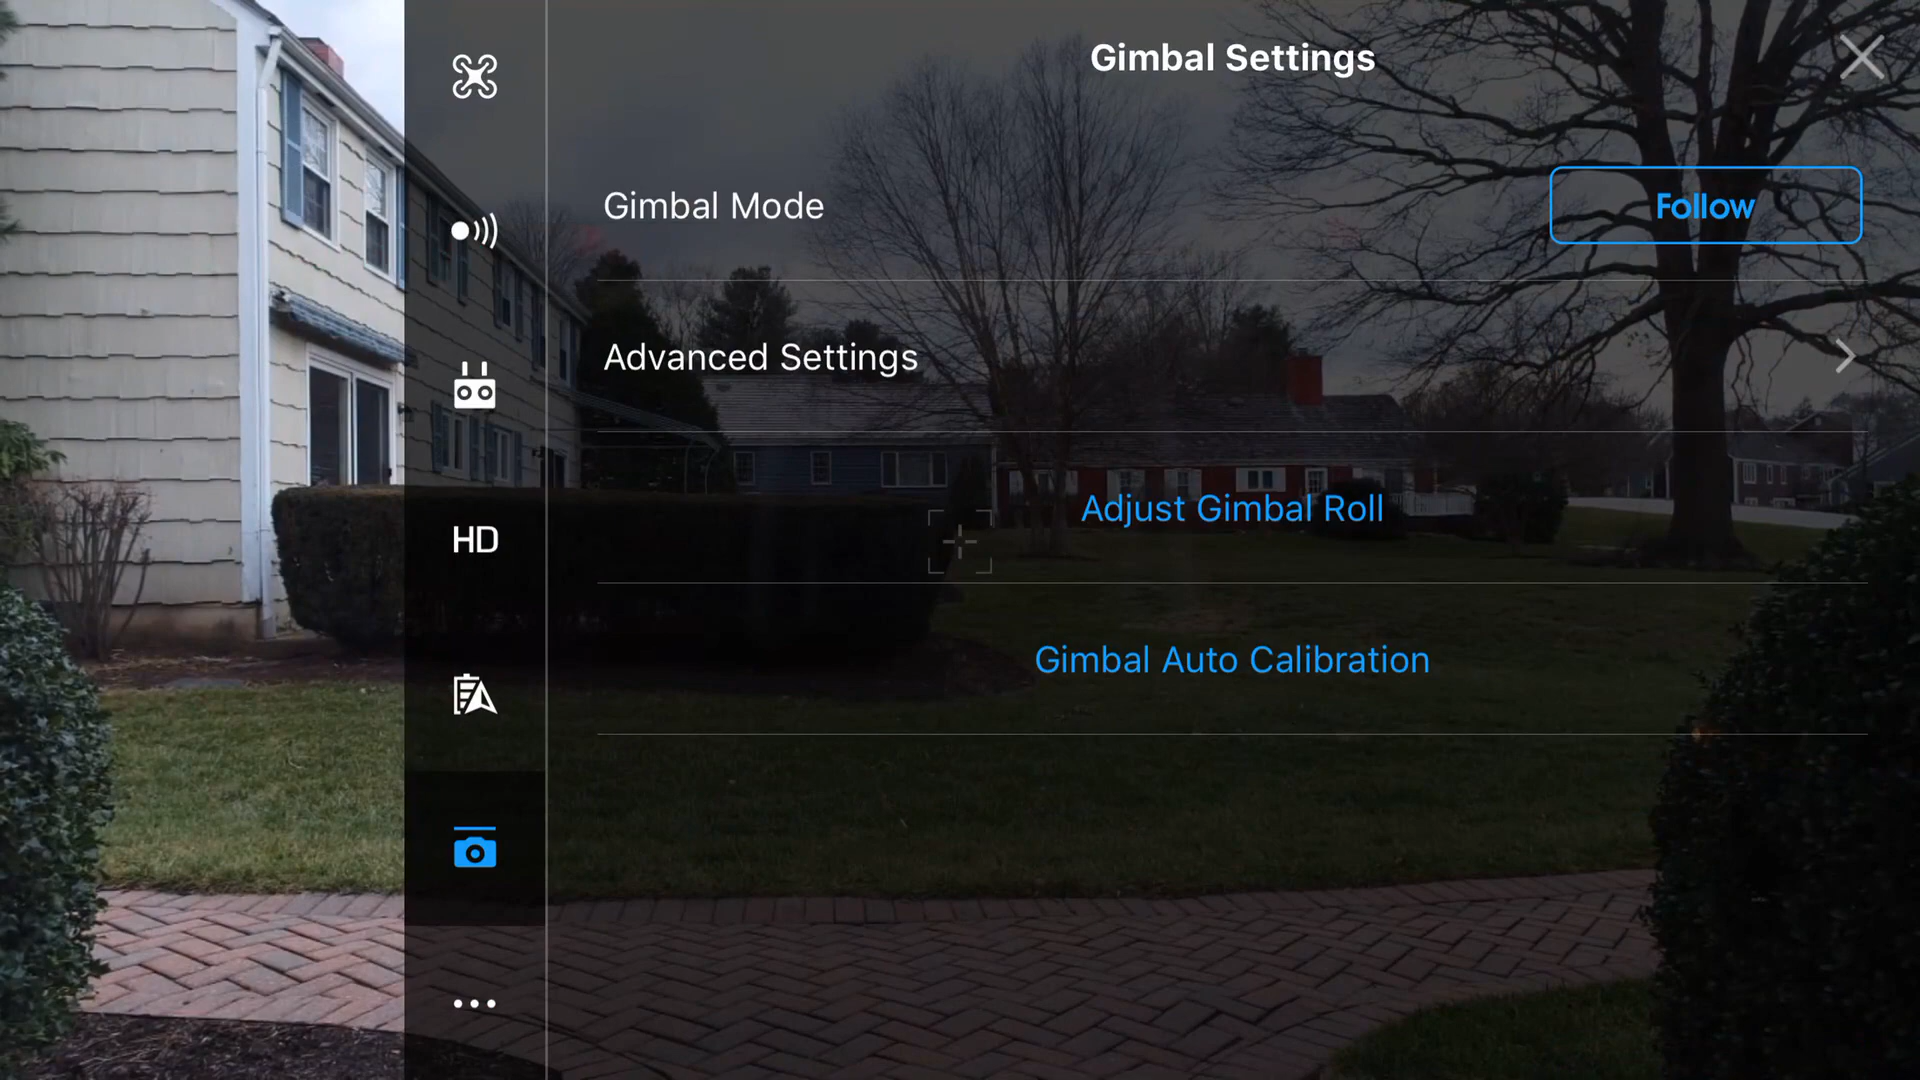 Gimbal Settings
Gimbal Mode
Follow
Advanced Settings
HD
Adjust Gimbal Roll
Gimbal Auto Calibration